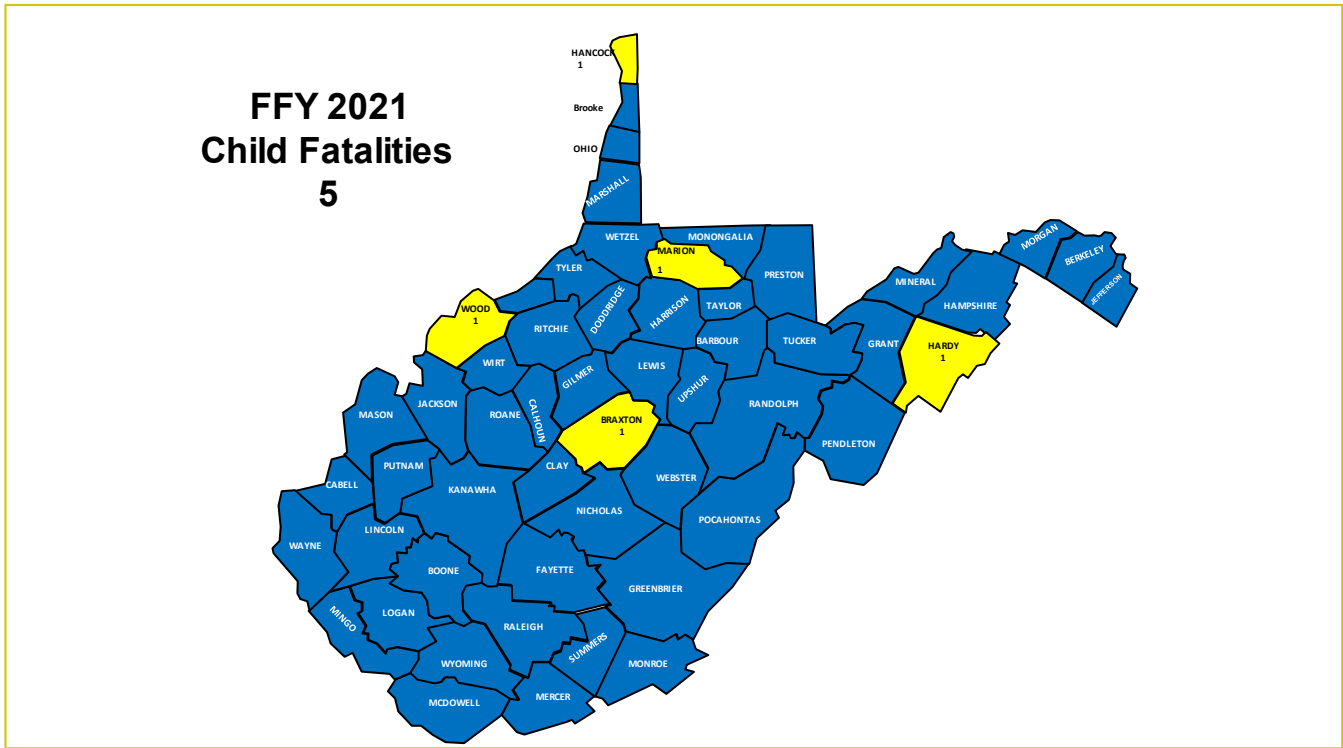 FFY 2021
Child Fatalities
5
HANCOCK
1
Brooke
OHIO
MARSHALL
WETZEL
MONONGALIA
MARION
1
PRESTON
TYLER
MORGAN
BERKELEY
JEFFERSON
MINERAL
HAMPSHIRE
WOOD
1
RITCHIE
DODDRIDGE
HARRISON
TAYLOR
BARBOUR
TUCKER
GRANT
HARDY
1
WIRT
GILMER
LEWIS
UPSHUR
JACKSON
ROANE
CALHOUN
RANDOLPH
MASON
BRAXTON
1
PENDLETON
PUTNAM
CLAY
CABELL
KANAWHA
WEBSTER
NICHOLAS
POCAHONTAS
LINCOLN
WAYNE
BOONE
FAYETTE
GREENBRIER
MINGO
LOGAN
RALEIGH
SUMMERS
WYOMING
MONROE
MCDOWELL
MERCER